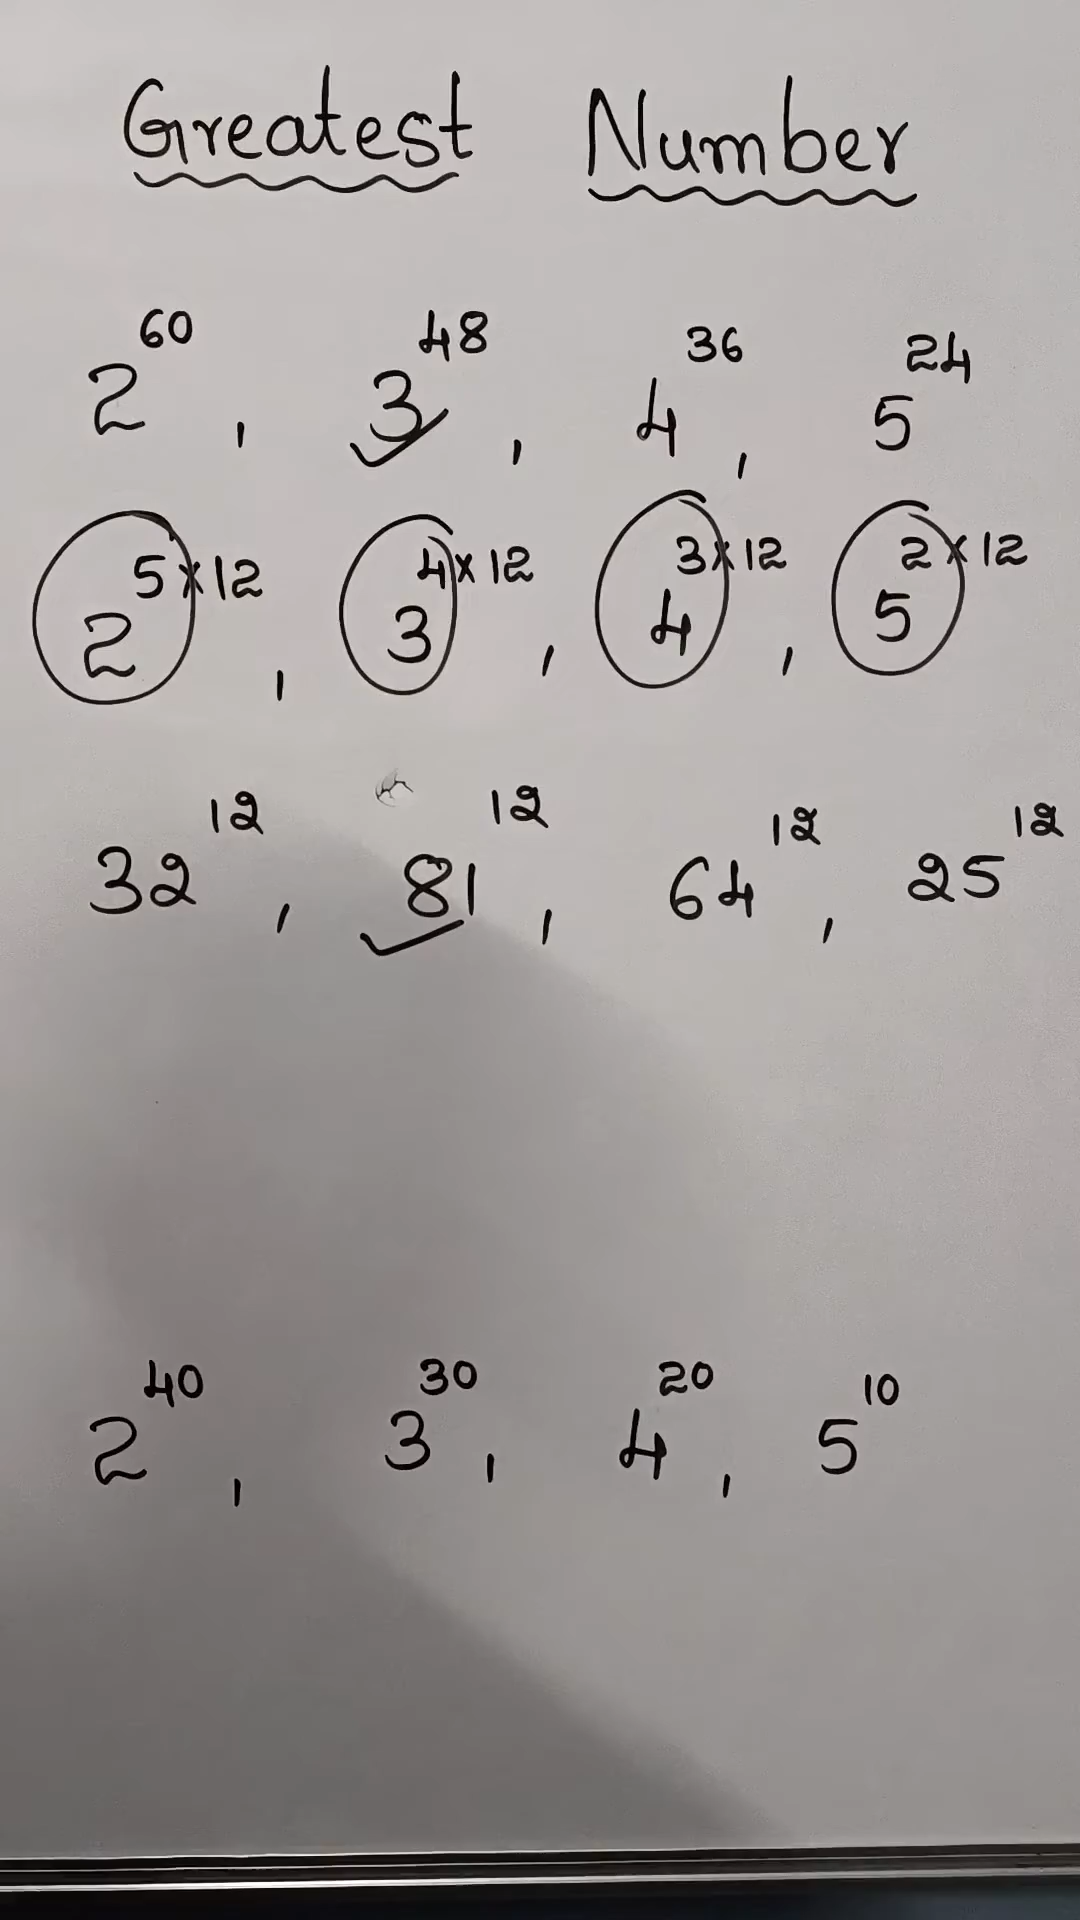 Greatest Number
2^60, 3^48, 4^36, 5^24
2^5×12, 3^4×12, 4^3×12, 5^2×12
32^12, 81^12, 64^12, 25^12
2^40, 3^30, 4^20, 5^10